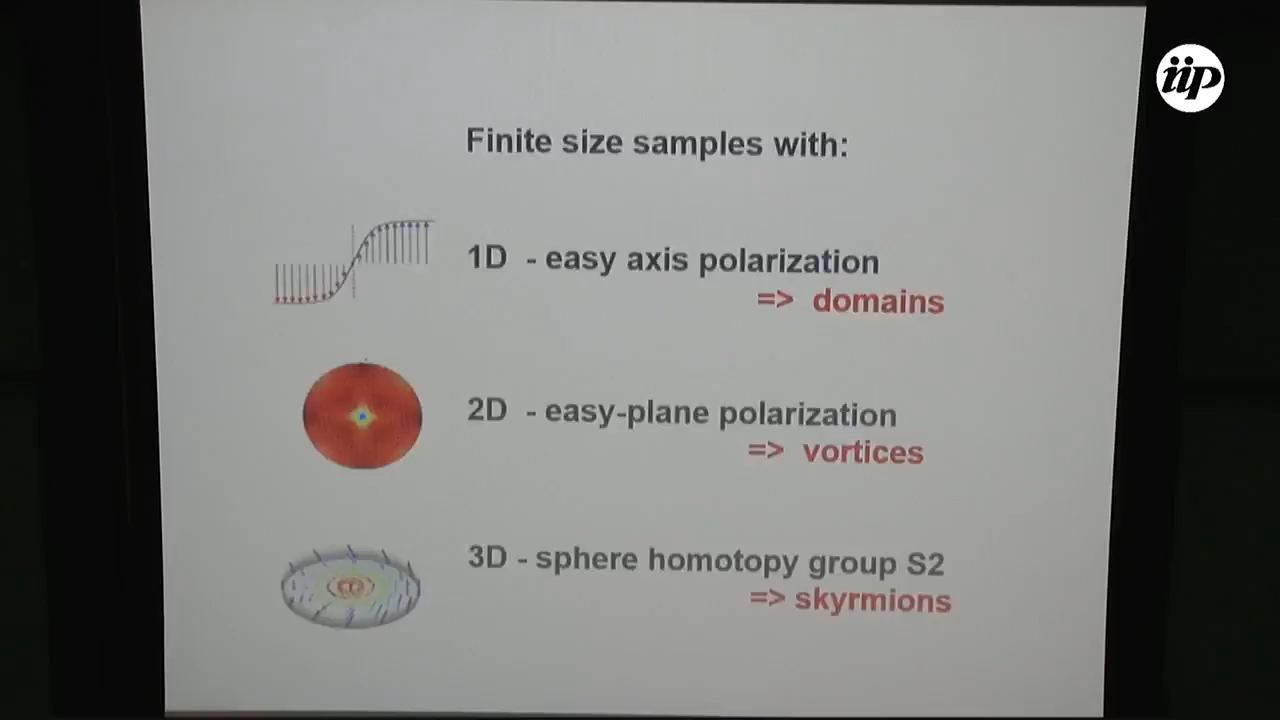 iip
Finite size samples with:
1D - easy axis polarization
=> domains
2D - easy-plane polarization
=> vortices
3D - sphere homotopy group S2
=> skyrmions